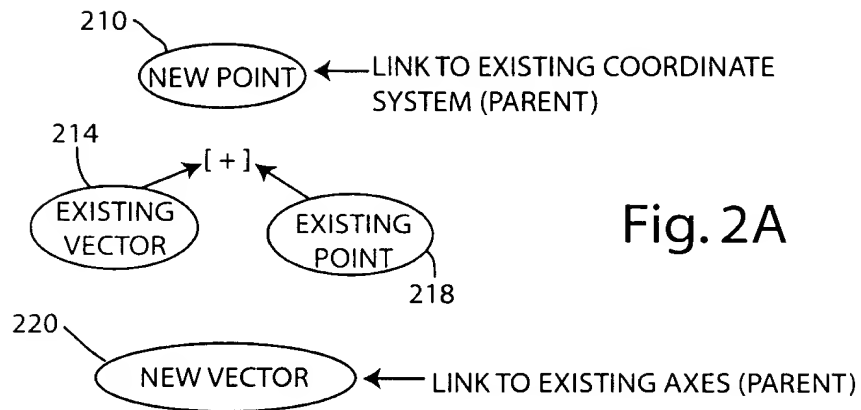 210
NEW POINT
LINK TO EXISTING COORDINATE
SYSTEM (PARENT)
214
[ + ]
EXISTING
VECTOR
EXISTING
POINT
218
Fig. 2A
220
NEW VECTOR
LINK TO EXISTING AXES (PARENT)